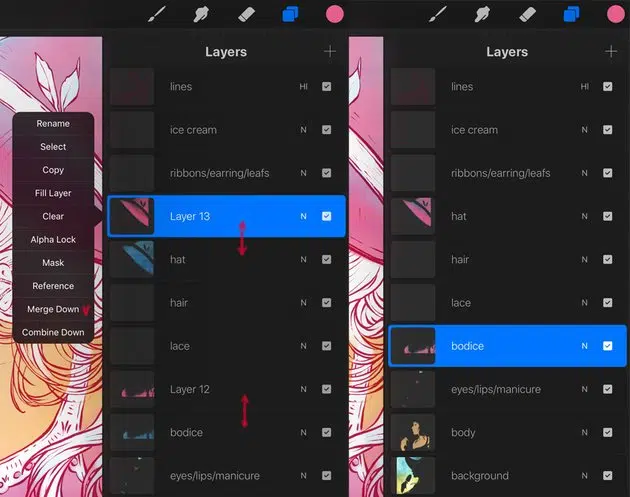 Layers
lines HI
ice cream N
ribbons/earring/leafs N
Layer 13 N
hat N
hair N
lace N
Layer 12 N
bodice N
eyes/lips/manicure N
Rename
Select
Copy
Fill Layer
Clear
Alpha Lock
Mask
Reference
Merge Down
Combine Down
Layers
lines HI
ice cream N
ribbons/earring/leafs N
hat N
hair N
lace N
bodice N
eyes/lips/manicure N
body N
background N